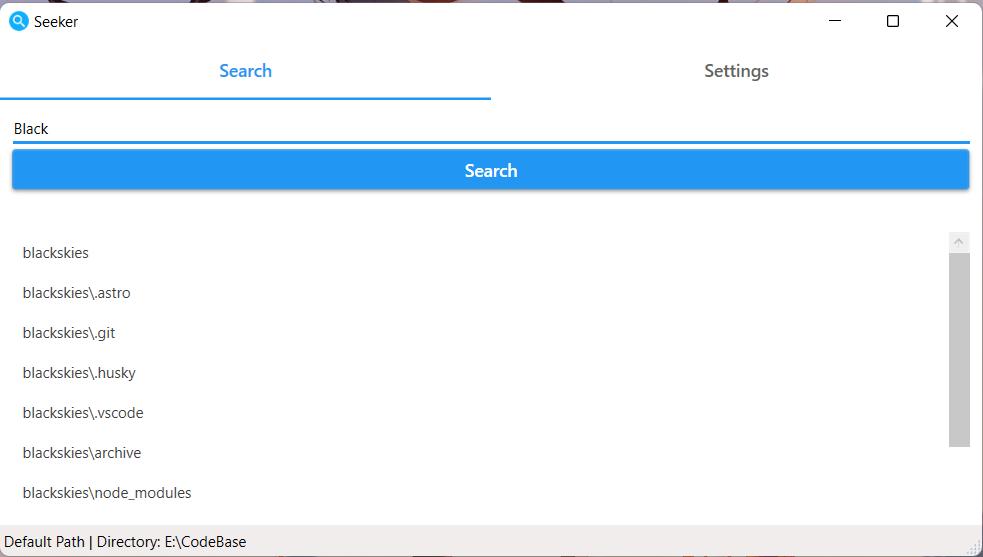 Seeker
Search
Settings
Black
Search
blackskies
blackskies\.astro
blackskies\.git
blackskies\.husky
blackskies\.vscode
blackskies\archive
blackskies\node_modules
Default Path | Directory: E:\CodeBase